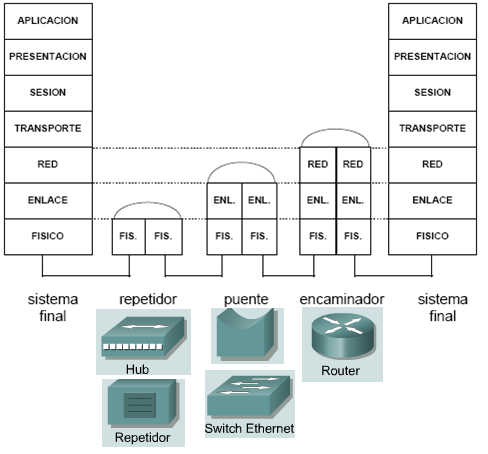 APLICACION
APLICACION
PRESENTACION
PRESENTACION
SESION
SESION
TRANSPORTE
TRANSPORTE
RED
RED RED
RED
ENLACE
ENL. ENL.
ENL. ENL.
ENLACE
FISICO
FIS. FIS.
FIS. FIS.
FIS. FIS.
FISICO
sistema final
repetidor
puente
encaminador
sistema final
Hub
Router
Repetidor
Switch Ethernet